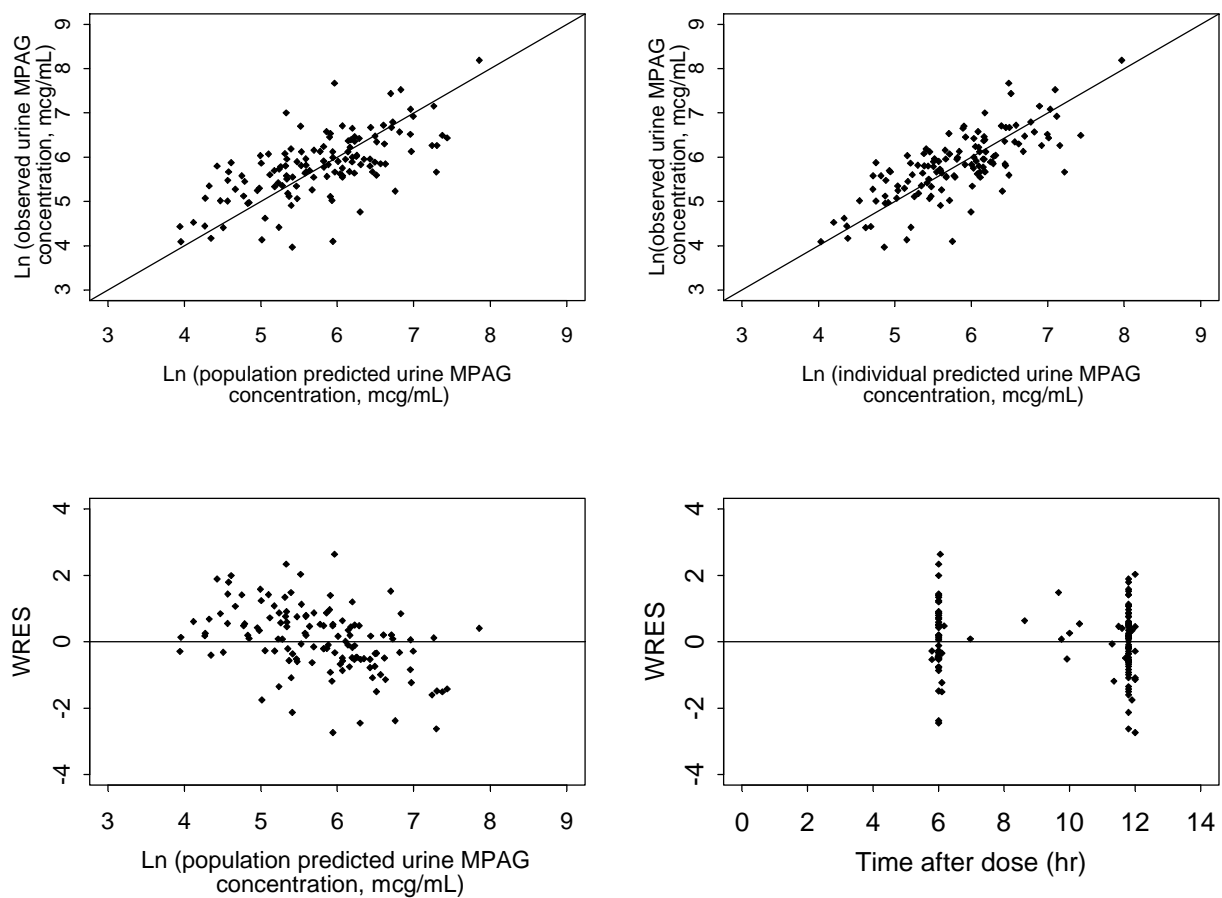 Ln (observed urine MPAG
concentration, mcg/mL)
9
8
7
6
5
4
3
3 4 5 6 7 8 9
Ln (population predicted urine MPAG
concentration, mcg/mL)
Ln(observed urine MPAG
concentration, mcg/mL)
9
8
7
6
5
4
3
3 4 5 6 7 8 9
Ln (individual predicted urine MPAG
concentration, mcg/mL)
WRES
4
2
0
-2
-4
3 4 5 6 7 8 9
Ln (population predicted urine MPAG
concentration, mcg/mL)
WRES
4
2
0
-2
-4
0 2 4 6 8 10 12 14
Time after dose (hr)